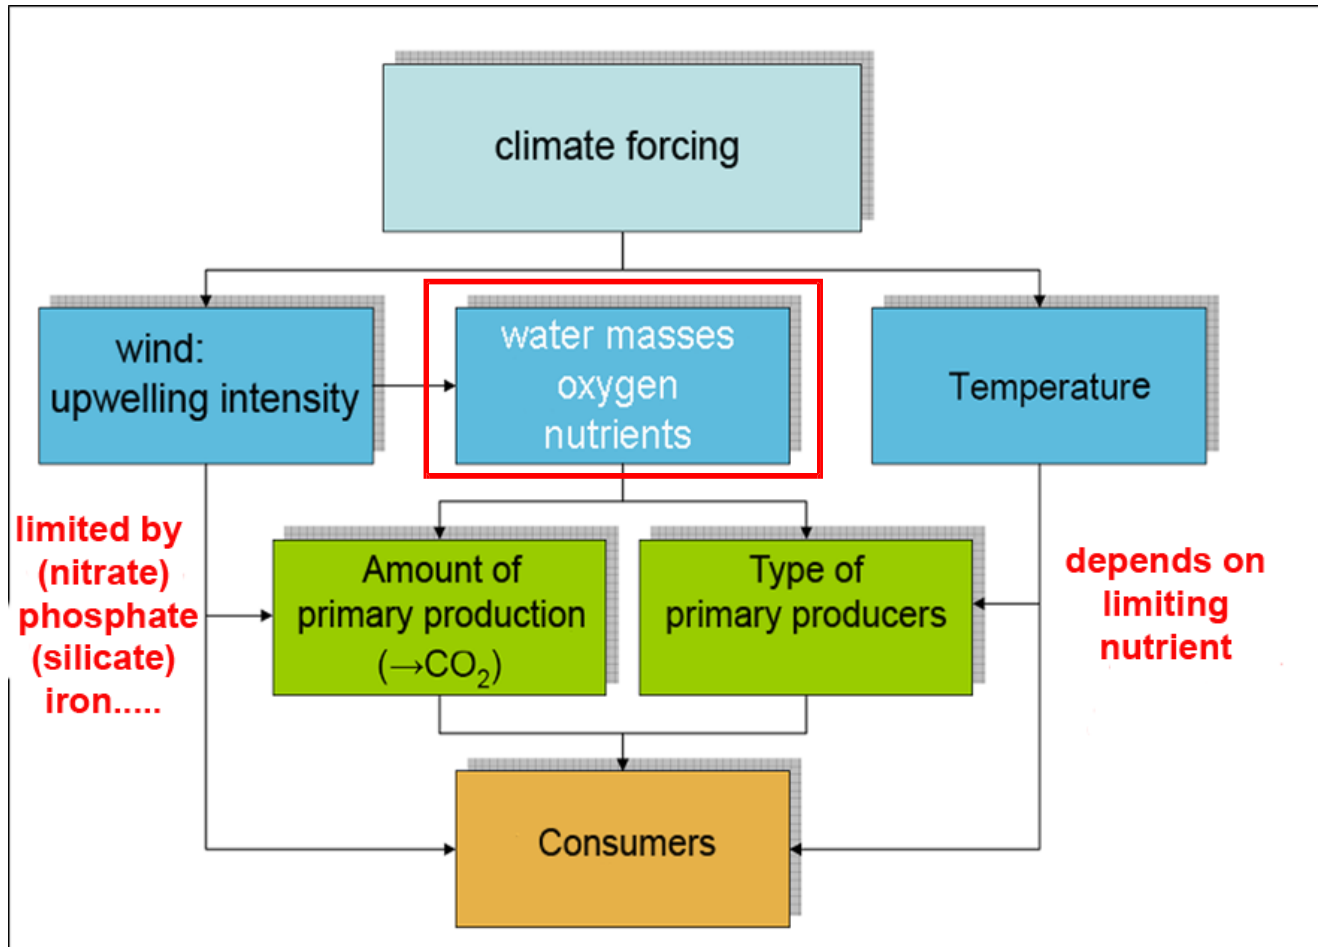 climate forcing
wind:
upwelling intensity
water masses
oxygen
nutrients
Temperature
limited by
(nitrate)
phosphate
(silicate)
iron.....
Amount of
primary production
(→CO₂)
Type of
primary producers
depends on
limiting
nutrient
Consumers